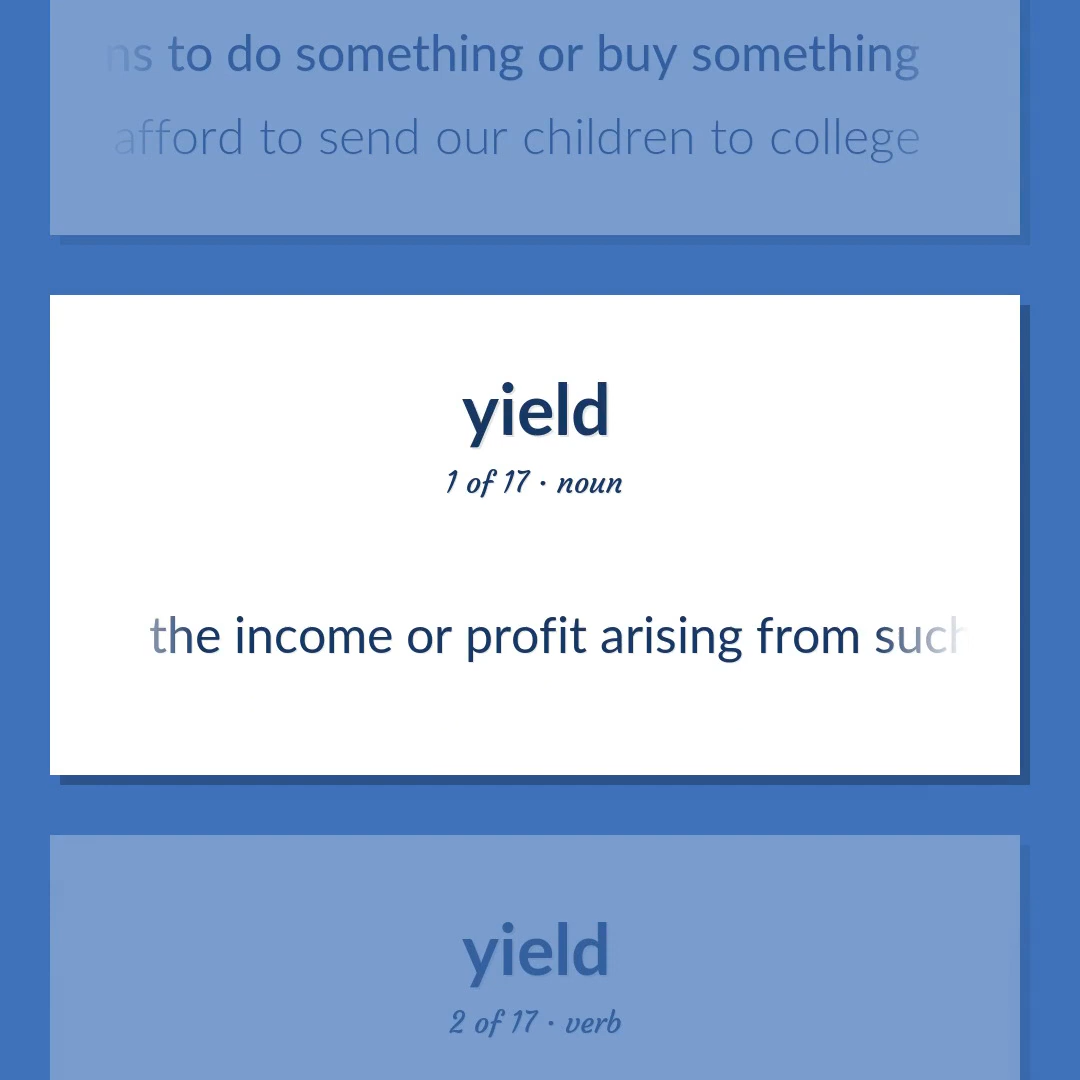 to do something or buy something
afford to send our children to college
yield
1 of 17 · noun
the income or profit arising from such
yield
2 of 17 · verb